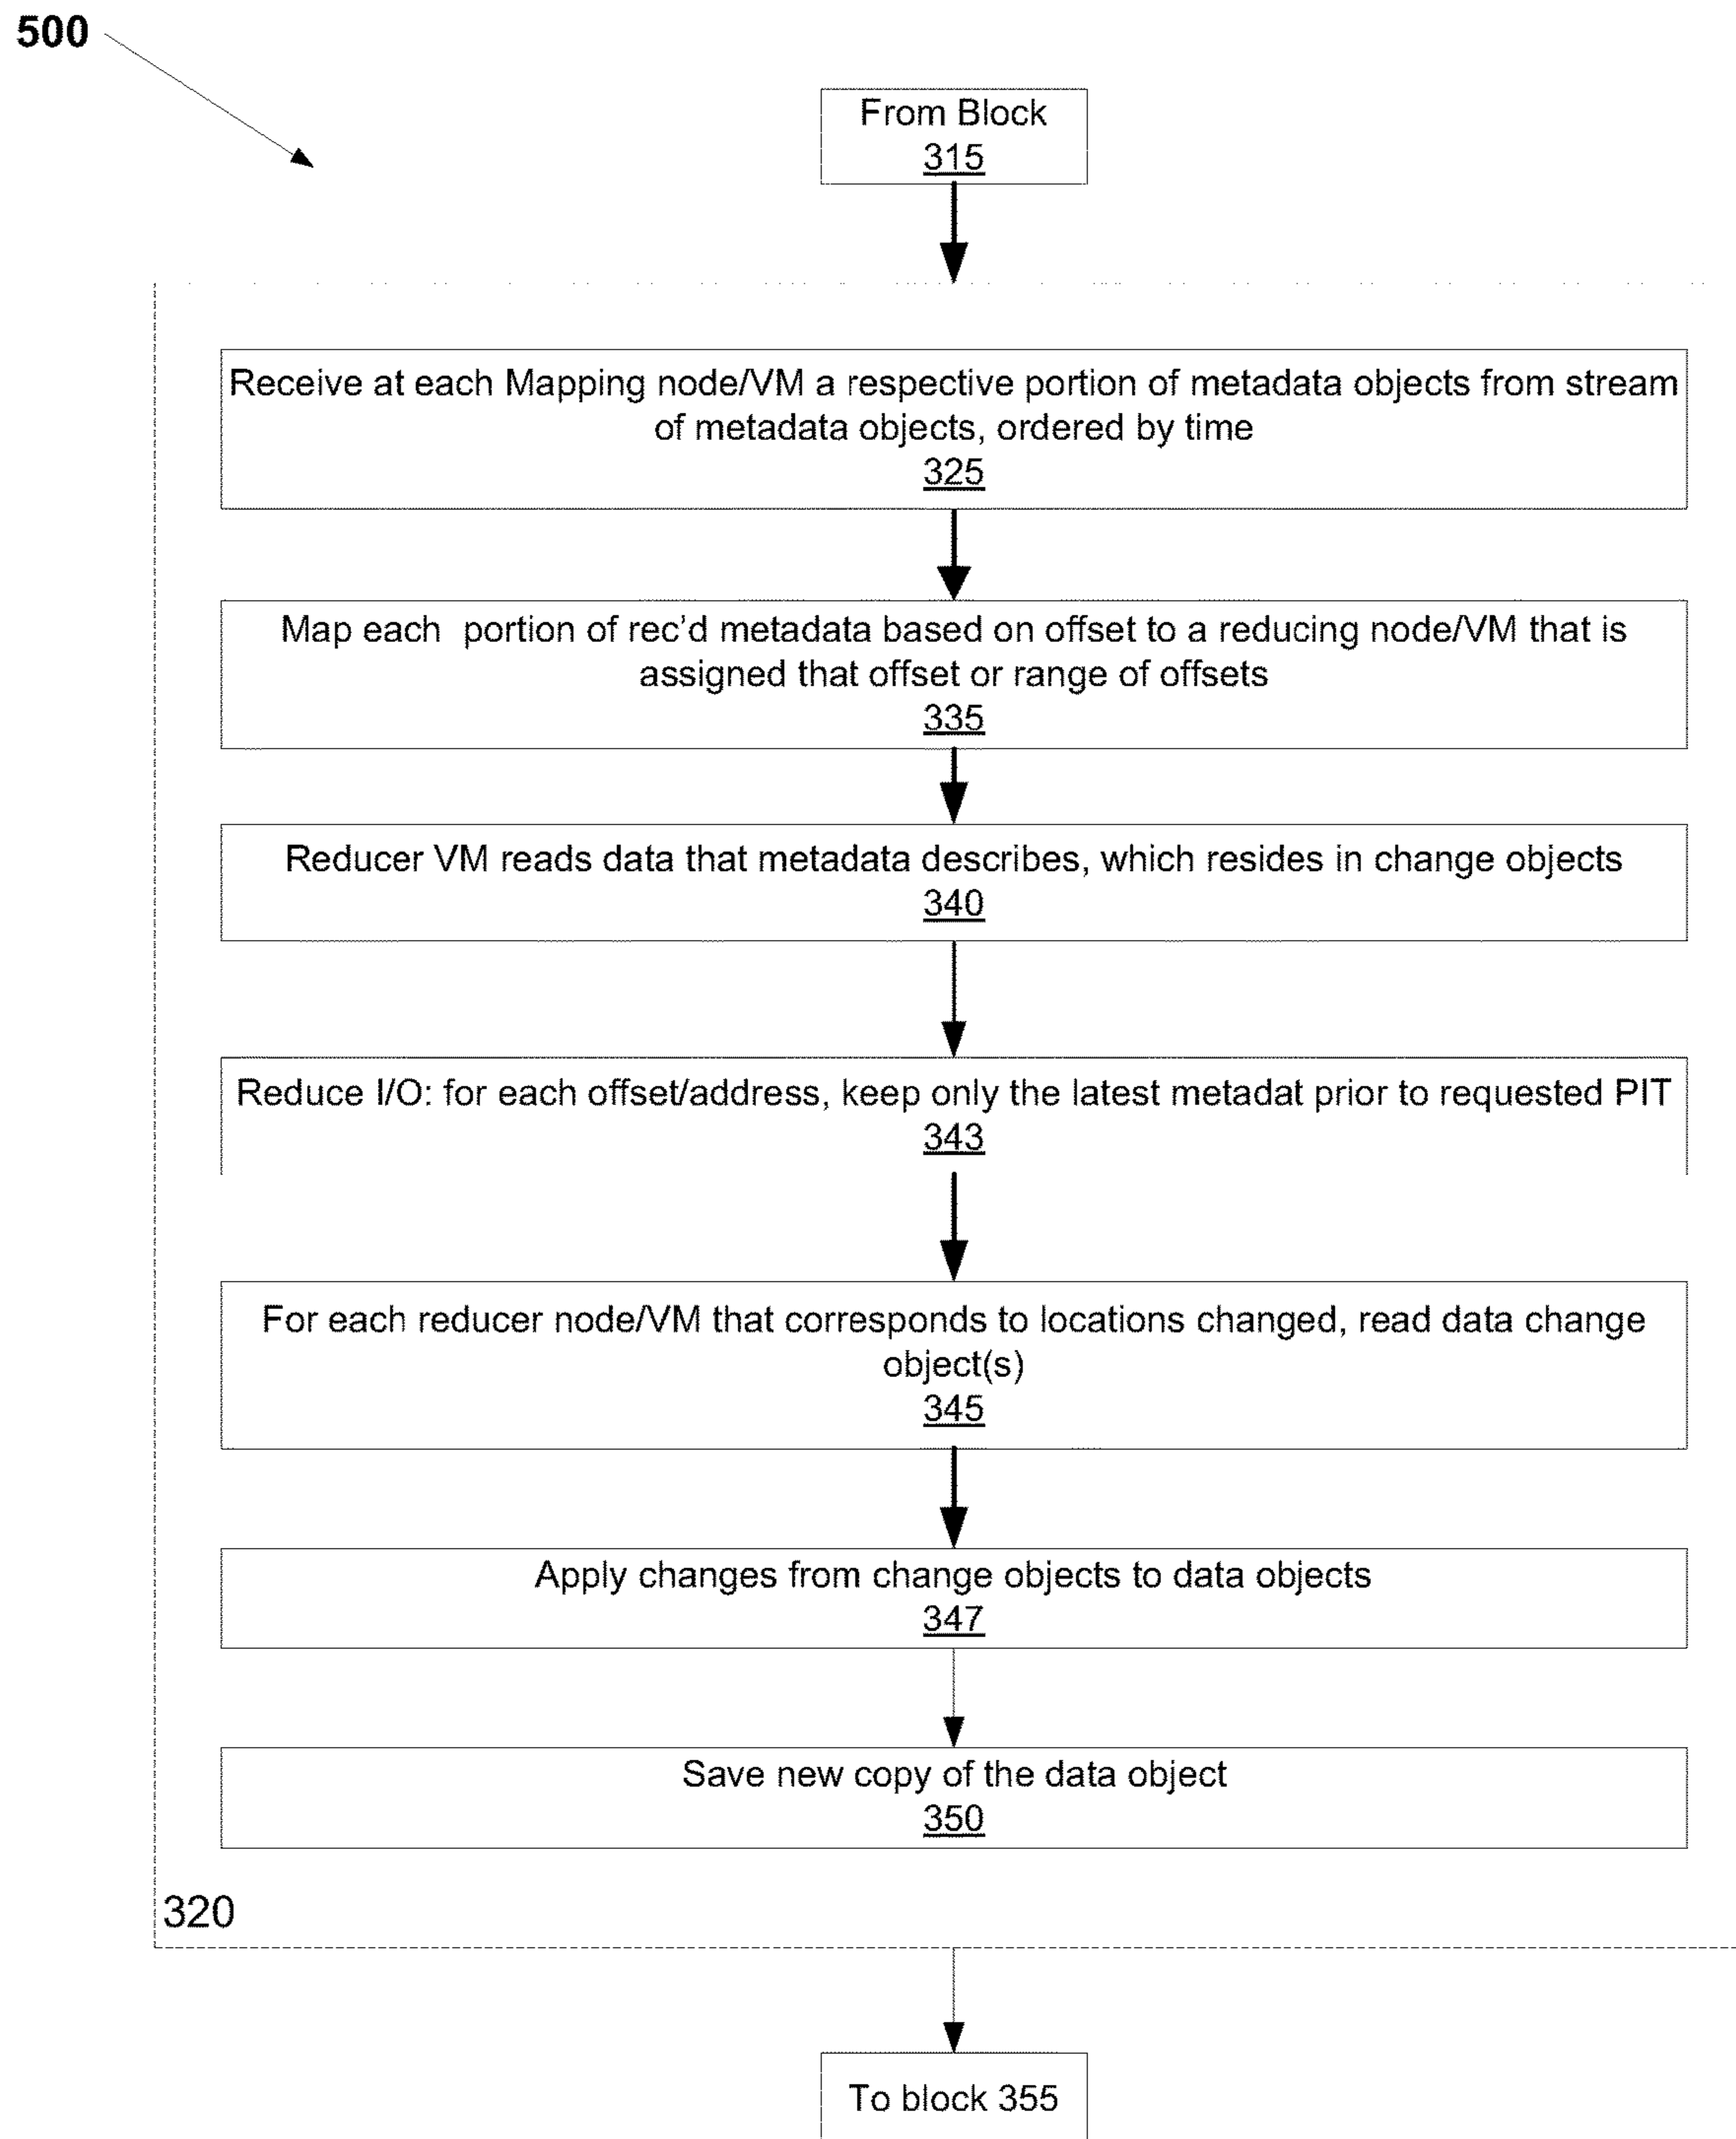 500
From Block
315
Receive at each Mapping node/VM a respective portion of metadata objects from stream
of metadata objects, ordered by time
325
Map each portion of rec'd metadata based on offset to a reducing node/VM that is
assigned that offset or range of offsets
335
Reducer VM reads data that metadata describes, which resides in change objects
340
Reduce I/O: for each offset/address, keep only the latest metadat prior to requested PIT
343
For each reducer node/VM that corresponds to locations changed, read data change
object(s)
345
Apply changes from change objects to data objects
347
Save new copy of the data object
350
320
To block 355